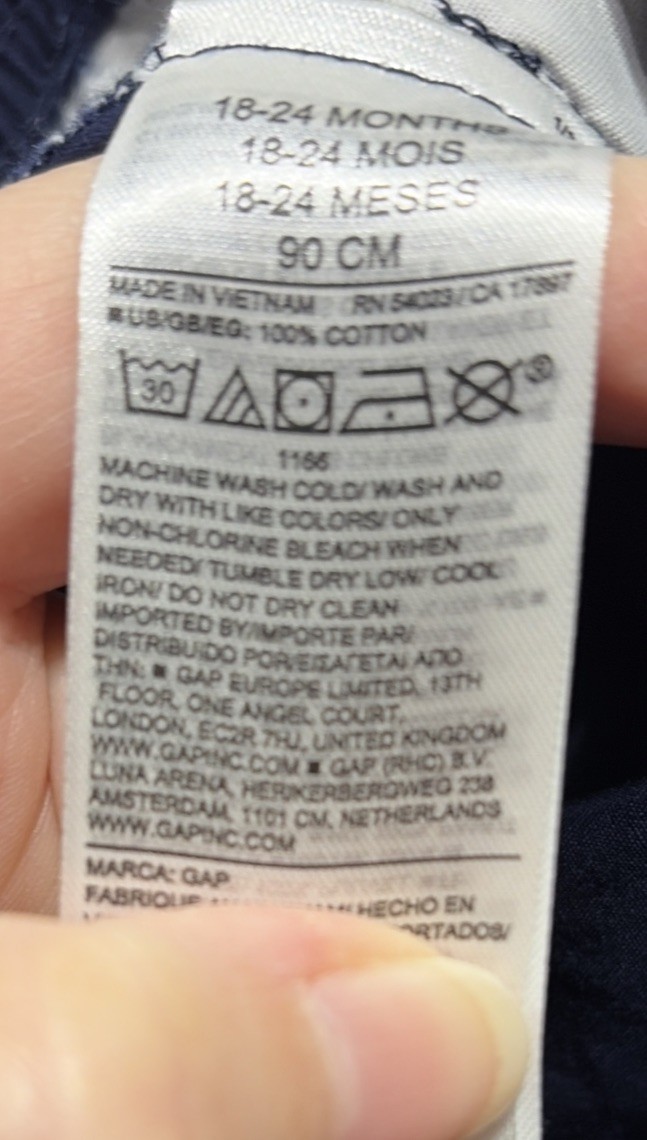 18-24 MONTHS
18-24 MOIS
18-24 MESES
90 CM
MADE IN VIETNAM RN 54023 / CA 17897
■ US/GB/EG: 100% COTTON
30
1166
MACHINE WASH COLD/ WASH AND
DRY WITH LIKE COLORS/ ONLY
NON-CHLORINE BLEACH WHEN
NEEDED/ TUMBLE DRY LOW/ COOL
IRON/ DO NOT DRY CLEAN
IMPORTED BY/IMPORTE PAR/
DISTRIBUIDO POR/ΕΙΣΑΓΕΤΑΙ ΑΠΟ
ΤΗΝ: ■ GAP EUROPE LIMITED, 13TH
FLOOR, ONE ANGEL COURT,
LONDON, EC2R 7HJ, UNITED KINGDOM
WWW.GAPINC.COM ■ GAP (RHC) B.V.
LUNA ARENA, HERIKERBERGWEG 238
AMSTERDAM, 1101 CM, NETHERLANDS
WWW.GAPINC.COM
MARCA: GAP
FABRIQUE HECHO EN
RTADOS/